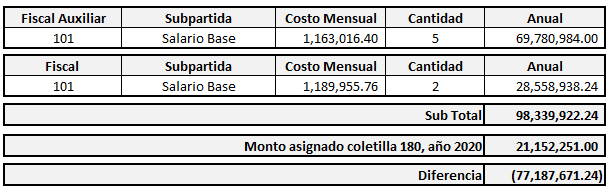 Fiscal Auxiliar Subpartida Costo Mensual Cantidad Anual
101 Salario Base 1,163,016.40 5 69,780,984.00
Fiscal Subpartida Costo Mensual Cantidad Anual
101 Salario Base 1,189,955.76 2 28,558,938.24
Sub Total 98,339,922.24
Monto asignado coletilla 180, año 2020 21,152,251.00
Diferencia (77,187,671.24)